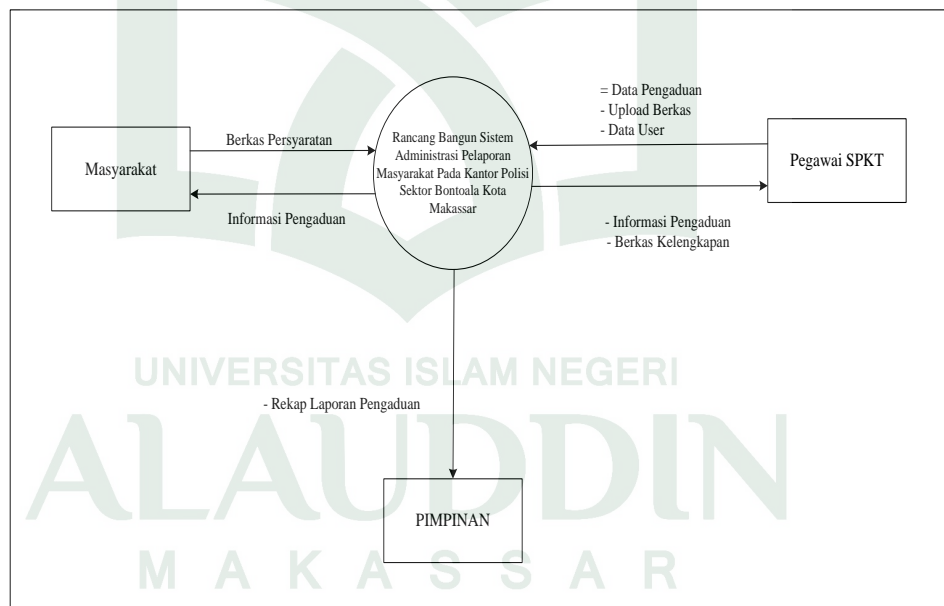 = Data Pengaduan
- Upload Berkas
- Data User
Masyarakat
Berkas Persyaratan
Informasi Pengaduan
Rancang Bangun Sistem
Administrasi Pelaporan
Masyarakat Pada Kantor Polisi
Sektor Bontoala Kota
Makassar
Pegawai SPKT
- Informasi Pengaduan
- Berkas Kelengkapan
UNIVERSITAS ISLAM NEGERI
- Rekap Laporan Pengaduan
ALAUDDIN
PIMPINAN
MAKASSAR